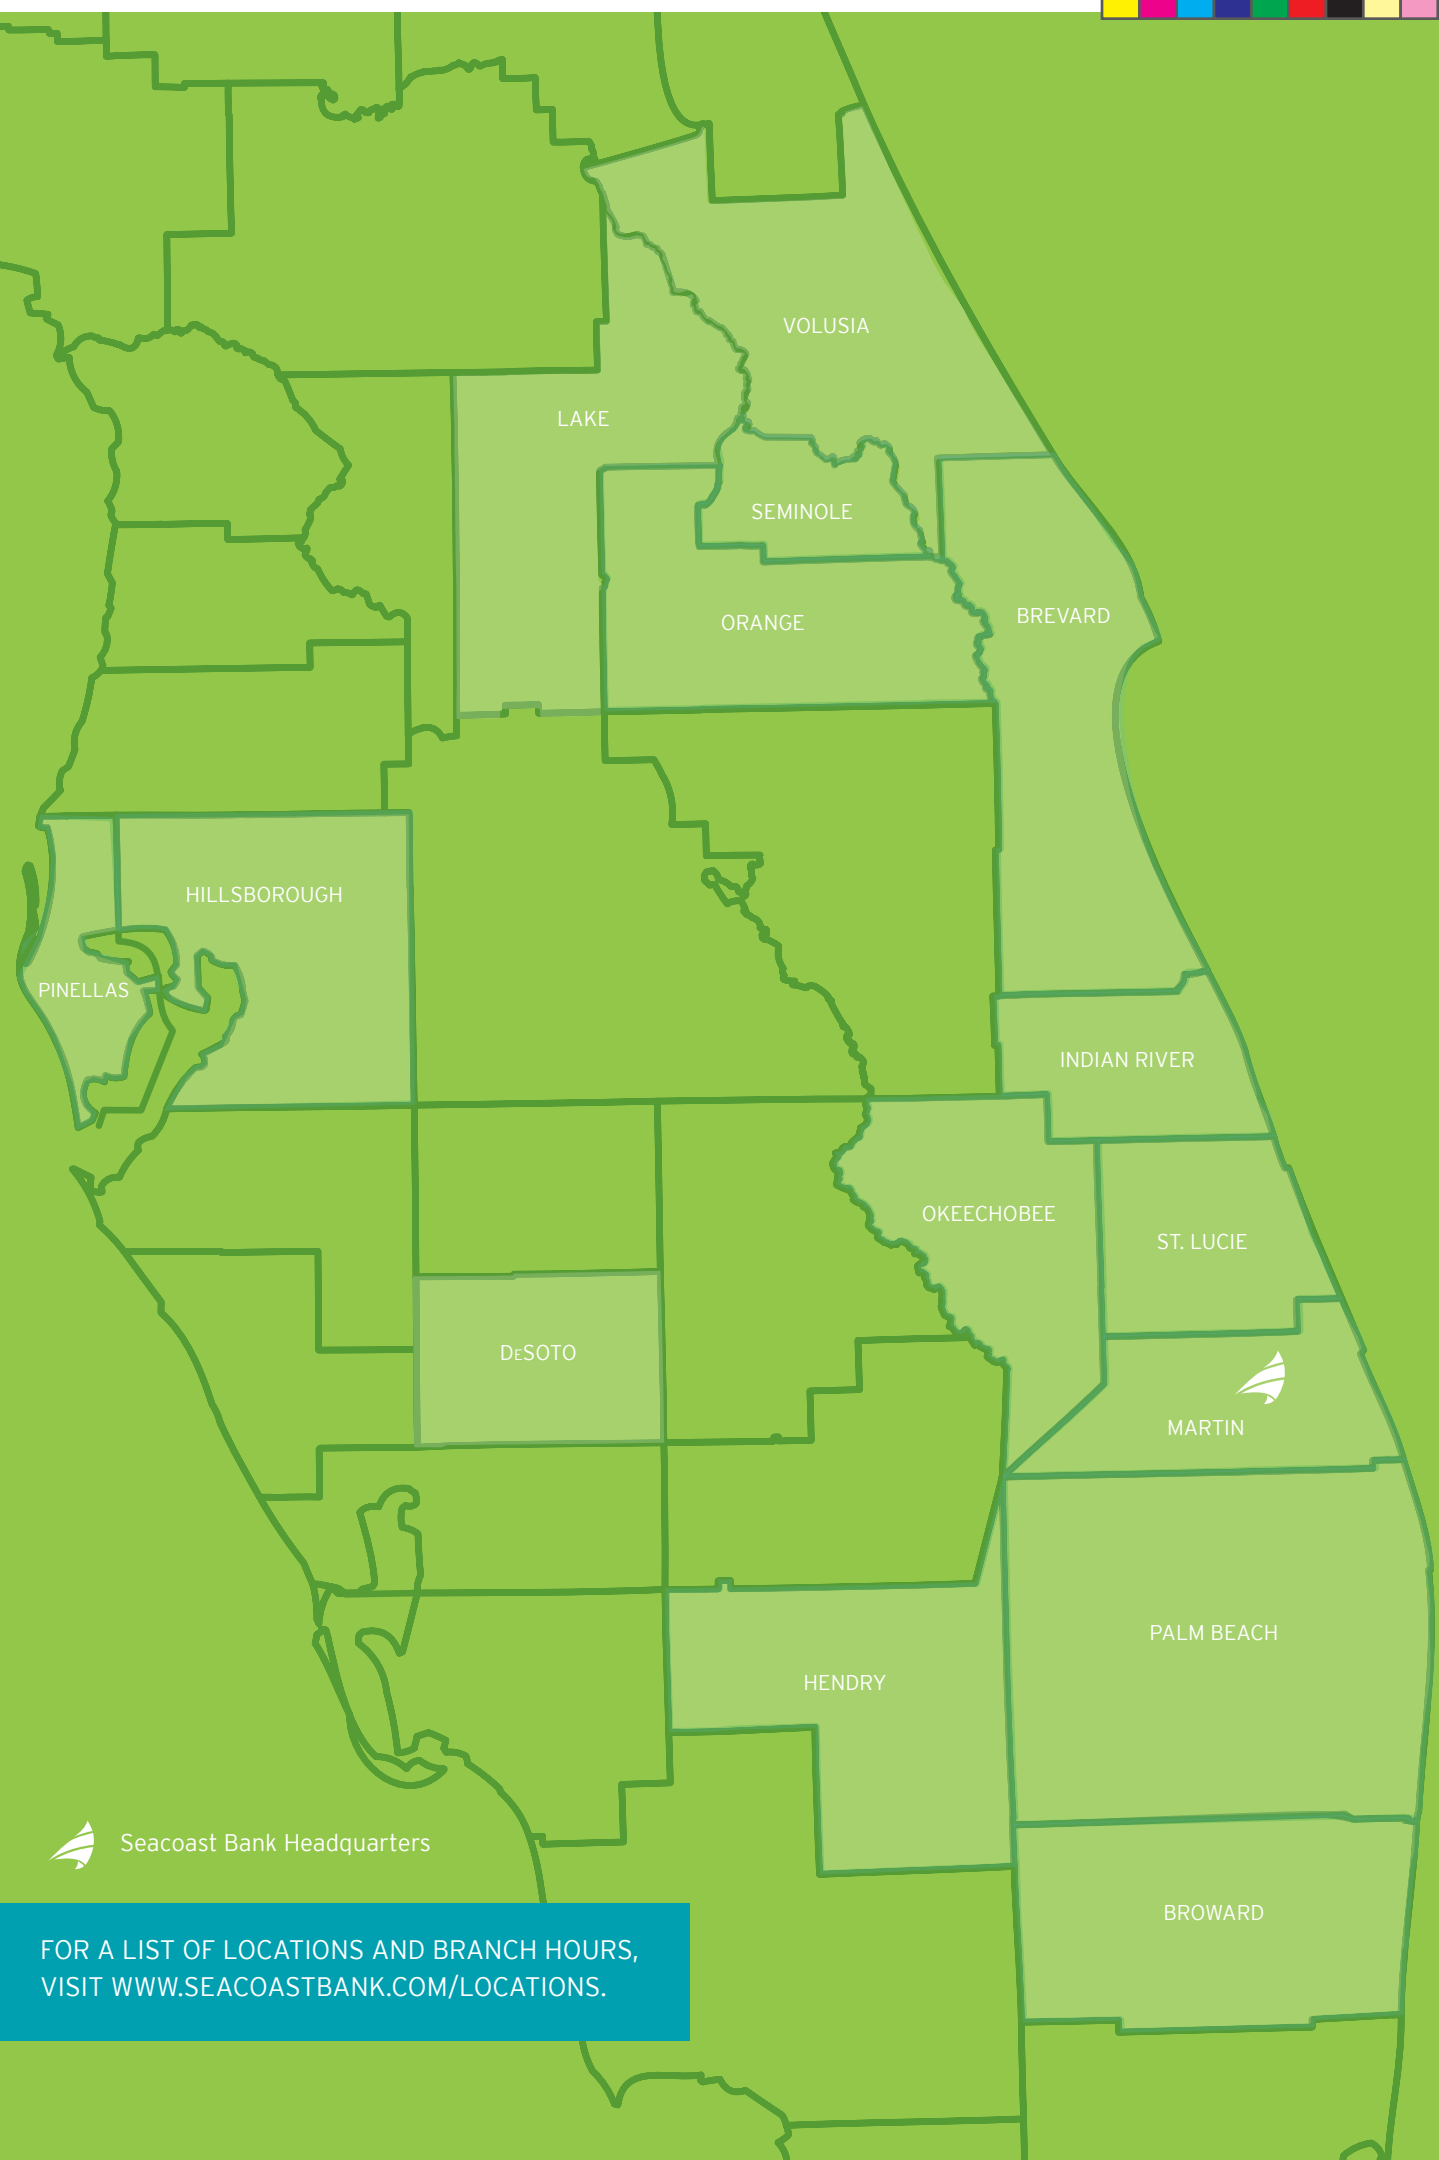 VOLUSIA
LAKE
SEMINOLE
ORANGE
BREVARD
HILLSBOROUGH
PINELLAS
INDIAN RIVER
OKEECHOBEE
ST. LUCIE
DeSOTO
MARTIN
PALM BEACH
HENDRY
Seacoast Bank Headquarters
BROWARD
FOR A LIST OF LOCATIONS AND BRANCH HOURS,
VISIT WWW.SEACOASTBANK.COM/LOCATIONS.